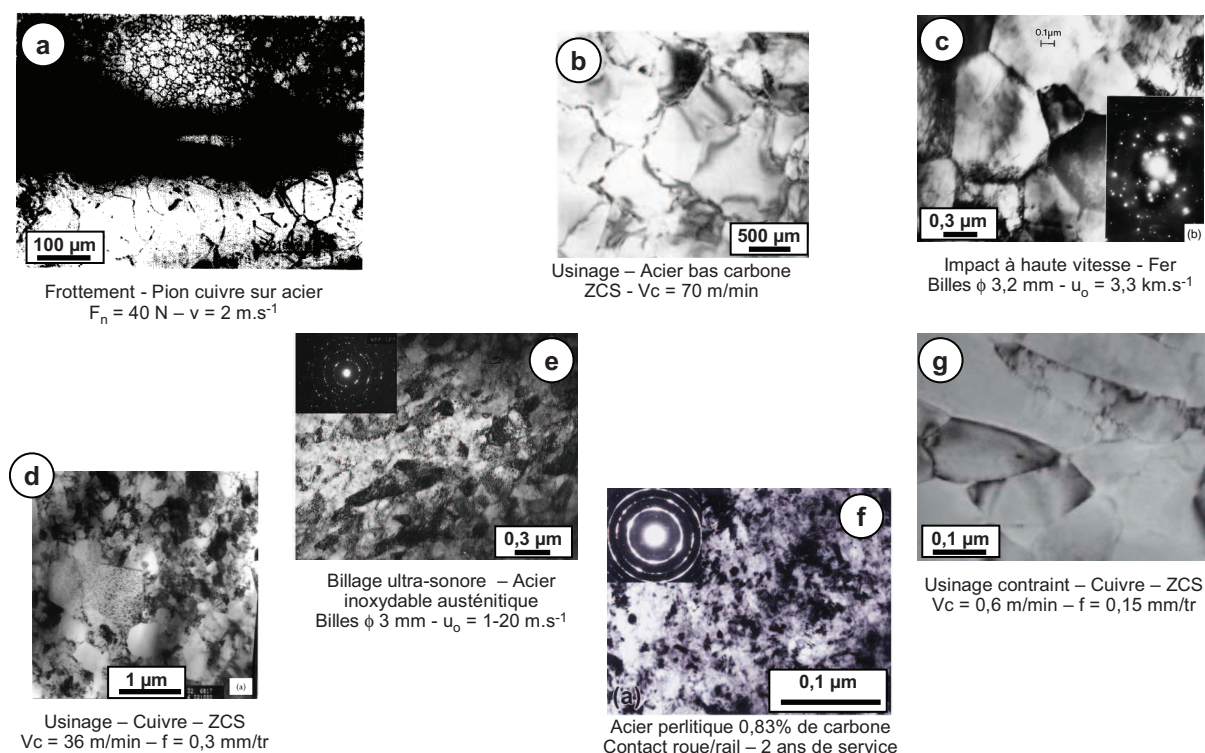 a
100 µm
Frottement - Pion cuivre sur acier
Fn = 40 N – v = 2 m.s-1
b
500 µm
Usinage – Acier bas carbone
ZCS - Vc = 70 m/min
c
0.1µm
0,3 µm
(b)
Impact à haute vitesse - Fer
Billes ϕ 3,2 mm - uo = 3,3 km.s-1
d
1 µm
(a)
Usinage – Cuivre – ZCS
Vc = 36 m/min – f = 0,3 mm/tr
e
0,3 µm
Billage ultra-sonore – Acier
inoxydable austénitique
Billes ϕ 3 mm - uo = 1-20 m.s-1
f
(a)
0,1 µm
Acier perlitique 0,83% de carbone
Contact roue/rail – 2 ans de service
g
0,1 µm
Usinage contraint – Cuivre – ZCS
Vc = 0,6 m/min – f = 0,15 mm/tr